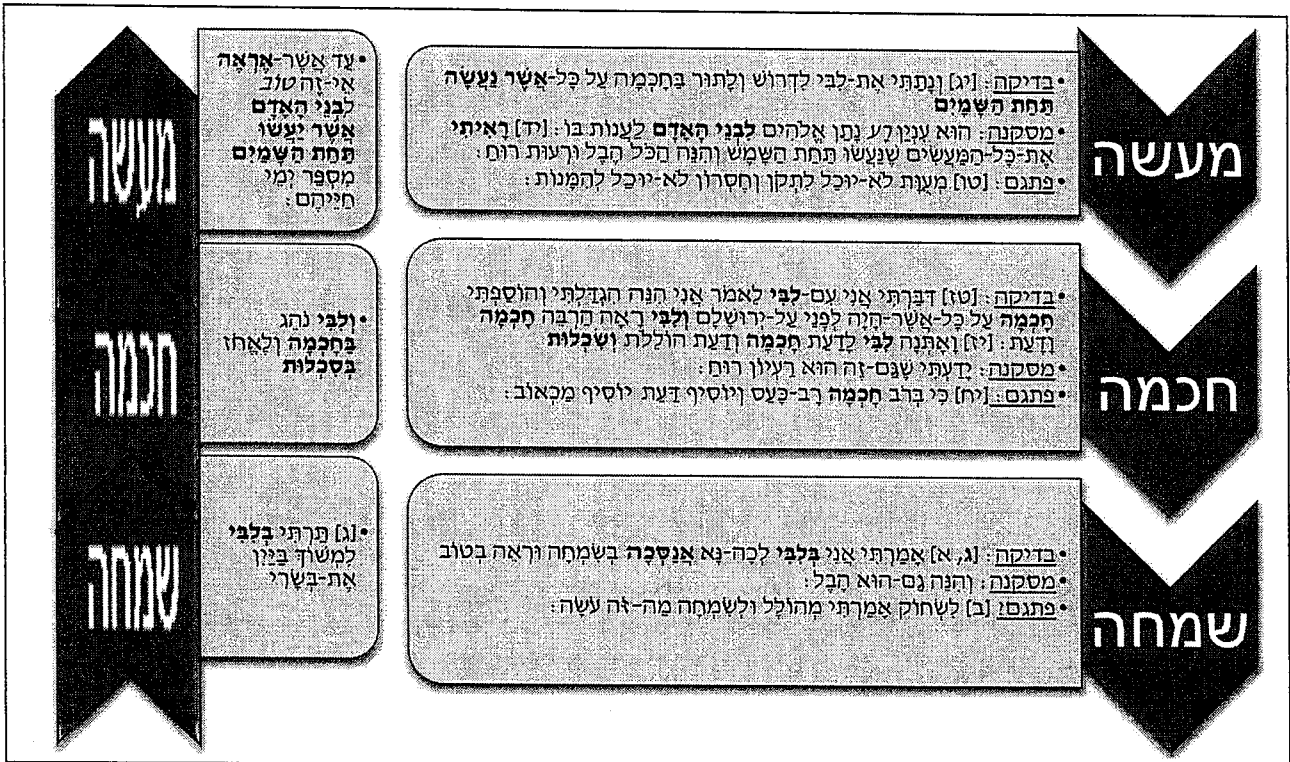 מעשה
•בדיקה: [יג] וְנָתַתִּי אֶת-לִבִּי לִדְרוֹשׁ וְלָתוּר בַּחָכְמָה עַל כָּל-אֲשֶׁר נַעֲשָׂה
תַּחַת הַשָּׁמָיִם
•מסקנה: הוּא עִנְיַן רָע נָתַן אֱלֹהִים לִבְנֵי הָאָדָם לַעֲנוֹת בּוֹ: [יד] רָאִיתִי
אֶת-כָּל-הַמַּעֲשִׂים שֶׁנַּעֲשׂוּ תַּחַת הַשָּׁמֶשׁ וְהִנֵּה הַכֹּל הֶבֶל וּרְעוּת רוּחַ:
•פתגם: [טו] מְעֻוָּת לֹא-יוּכַל לִתְקֹן וְחֶסְרוֹן לֹא-יוּכַל לְהִמָּנוֹת:
חכמה
•בדיקה: [טז] דִּבַּרְתִּי אֲנִי עִם-לִבִּי לֵאמֹר אֲנִי הִנֵּה הִגְדַּלְתִּי וְהוֹסַפְתִּי
חָכְמָה עַל כָּל-אֲשֶׁר-הָיָה לְפָנַי עַל-יְרוּשָׁלִָם וְלִבִּי רָאָה הַרְבֵּה חָכְמָה
וָדָעַת: [יז] וָאֶתְּנָה לִבִּי לָדַעַת חָכְמָה וְדַעַת הוֹלֵלֹת וְשִׂכְלוּת
•מסקנה: יָדַעְתִּי שֶׁגַּם-זֶה הוּא רַעְיוֹן רוּחַ:
•פתגם: [יח] כִּי בְּרֹב חָכְמָה רָב-כָּעַס וְיוֹסִיף דַּעַת יוֹסִיף מַכְאוֹב:
שמחה
•בדיקה: [ג, א] אָמַרְתִּי אֲנִי בְּלִבִּי לְכָה-נָּא אֲנַסְּכָה בְשִׂמְחָה וּרְאֵה בְטוֹב
•מסקנה: וְהִנֵּה גַם-הוּא הָבֶל:
•פתגם: [ב] לִשְׂחוֹק אָמַרְתִּי מְהוֹלָל וּלְשִׂמְחָה מַה-זֹּה עֹשָׂה:
•עַד אֲשֶׁר-אֶרְאֶה
אֵי-זֶה טוֹב
לִבְנֵי הָאָדָם
אֲשֶׁר יַעֲשׂוּ
תַּחַת הַשָּׁמַיִם
מִסְפַּר יְמֵי
חַיֵּיהֶם:
מעשה
•וְלִבִּי נֹהֵג
בַּחָכְמָה וְלֶאֱחֹז
בְּסִכְלוּת
חכמה
•[ג] תַּרְתִּי בְלִבִּי
לִמְשׁוֹךְ בַּיַּיִן
אֶת-בְּשָׂרִי
שמחה